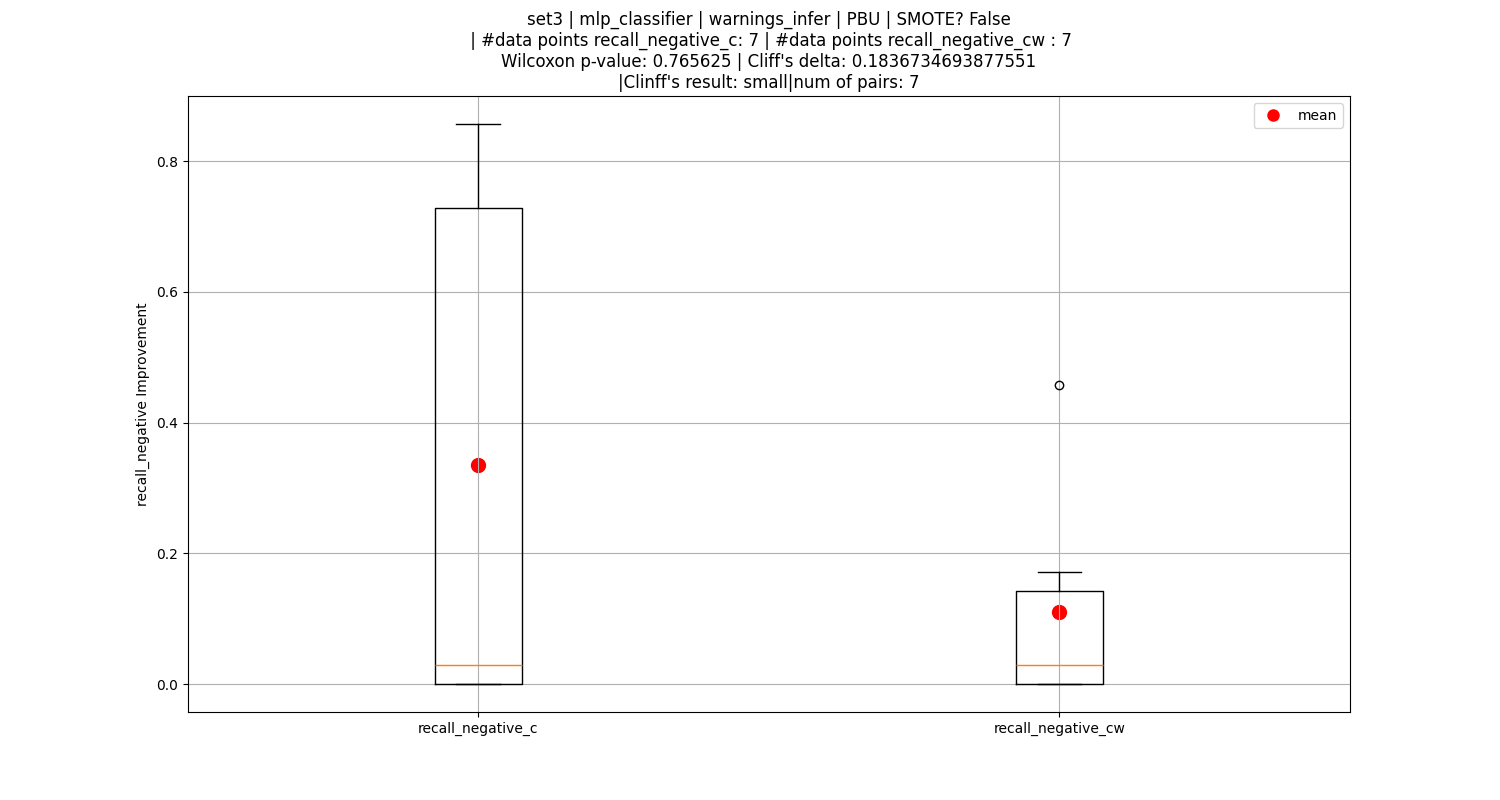 set3 | mlp_classifier | warnings_infer | PBU | SMOTE? False
| #data points recall_negative_c: 7 | #data points recall_negative_cw : 7
Wilcoxon p-value: 0.765625 | Cliff's delta: 0.1836734693877551
|Clinff's result: small|num of pairs: 7
mean
0.8
0.6
0.4
0.2
0.0
recall_negative Improvement
recall_negative_c
recall_negative_cw